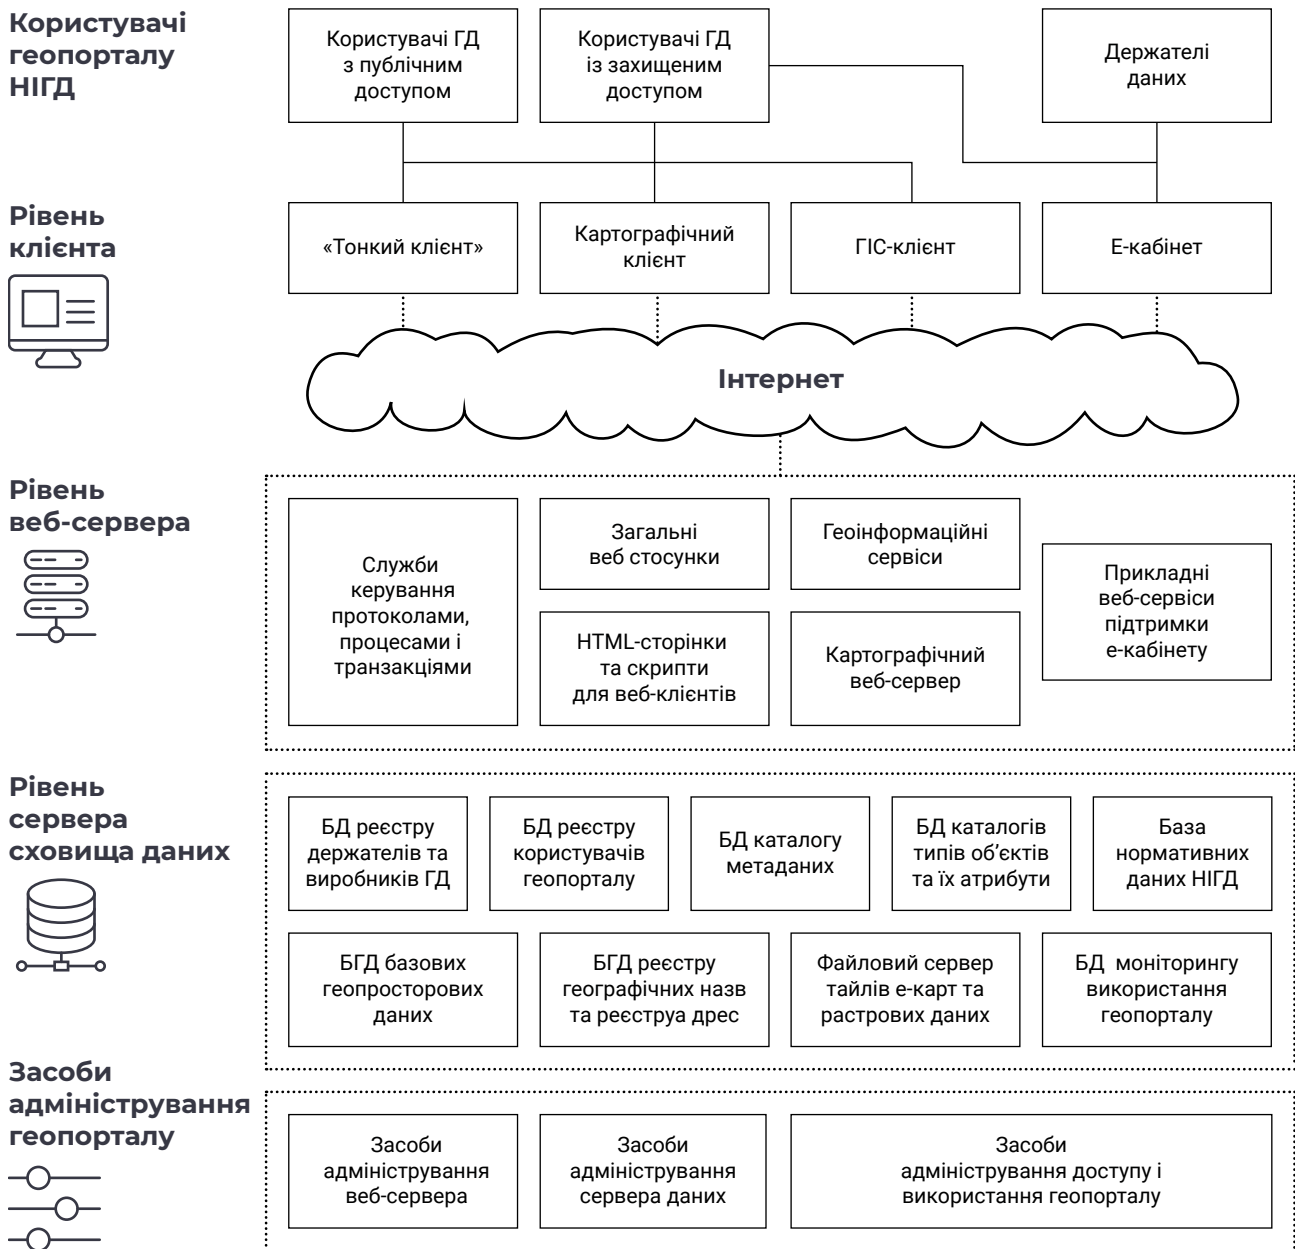 Користувачі
геопорталу
НІГД
Користувачі ГД
з публічним
доступом
Користувачі ГД
із захищеним
доступом
Держателі
даних
Рівень
клієнта
«Тонкий клієнт»
Картографічний
клієнт
ГІС-клієнт
Е-кабінет
Інтернет
Рівень
веб-сервера
Служби
керування
протоколами,
процесами і
транзакціями
Загальні
веб стосунки
Геоінформаційні
сервіси
HTML-сторінки
та скрипти
для веб-клієнтів
Картографічний
веб-сервер
Прикладні
веб-сервіси
підтримки
е-кабінету
Рівень
сервера
сховища даних
БД реєстру
держателів та
виробників ГД
БД реєстру
користувачів
геопорталу
БД каталогу
метаданих
БД каталогів
типів об’єктів
та їх атрибути
База
нормативних
даних НІГД
БГД базових
геопросторових
даних
БГД реєстру
географічних назв
та реєструа дрес
Файловий сервер
тайлів е-карт та
растрових даних
БД моніторингу
використання
геопорталу
Засоби
адміністрування
геопорталу
Засоби
адміністрування
веб-сервера
Засоби
адміністрування
сервера даних
Засоби
адміністрування доступу і
використання геопорталу